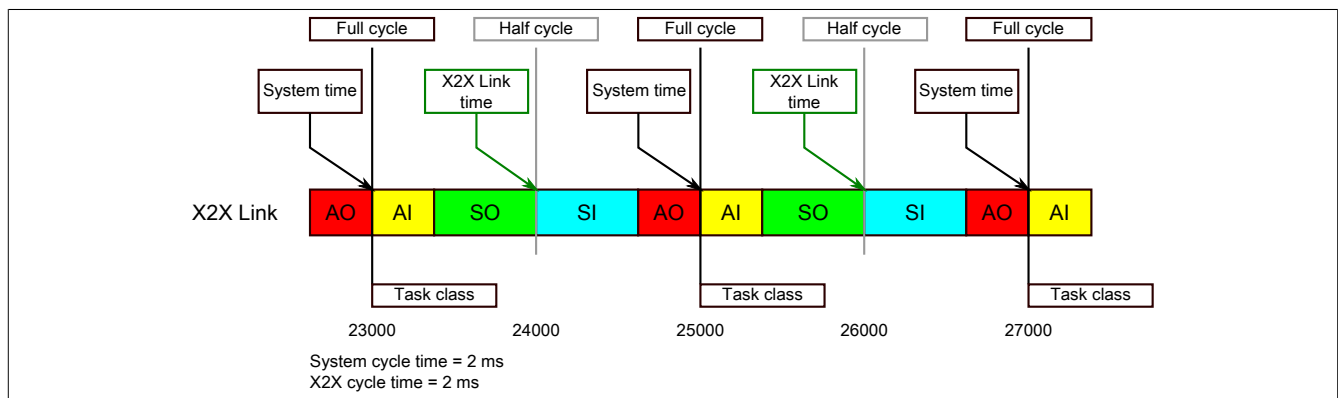 Full cycle
Half cycle
Full cycle
Half cycle
Full cycle
System time
X2X Link
time
System time
X2X Link
time
System time
X2X Link
AO
AI
SO
SI
AO
AI
SO
SI
AO
AI
Task class
Task class
Task class
23000
24000
25000
26000
27000
System cycle time = 2 ms
X2X cycle time = 2 ms